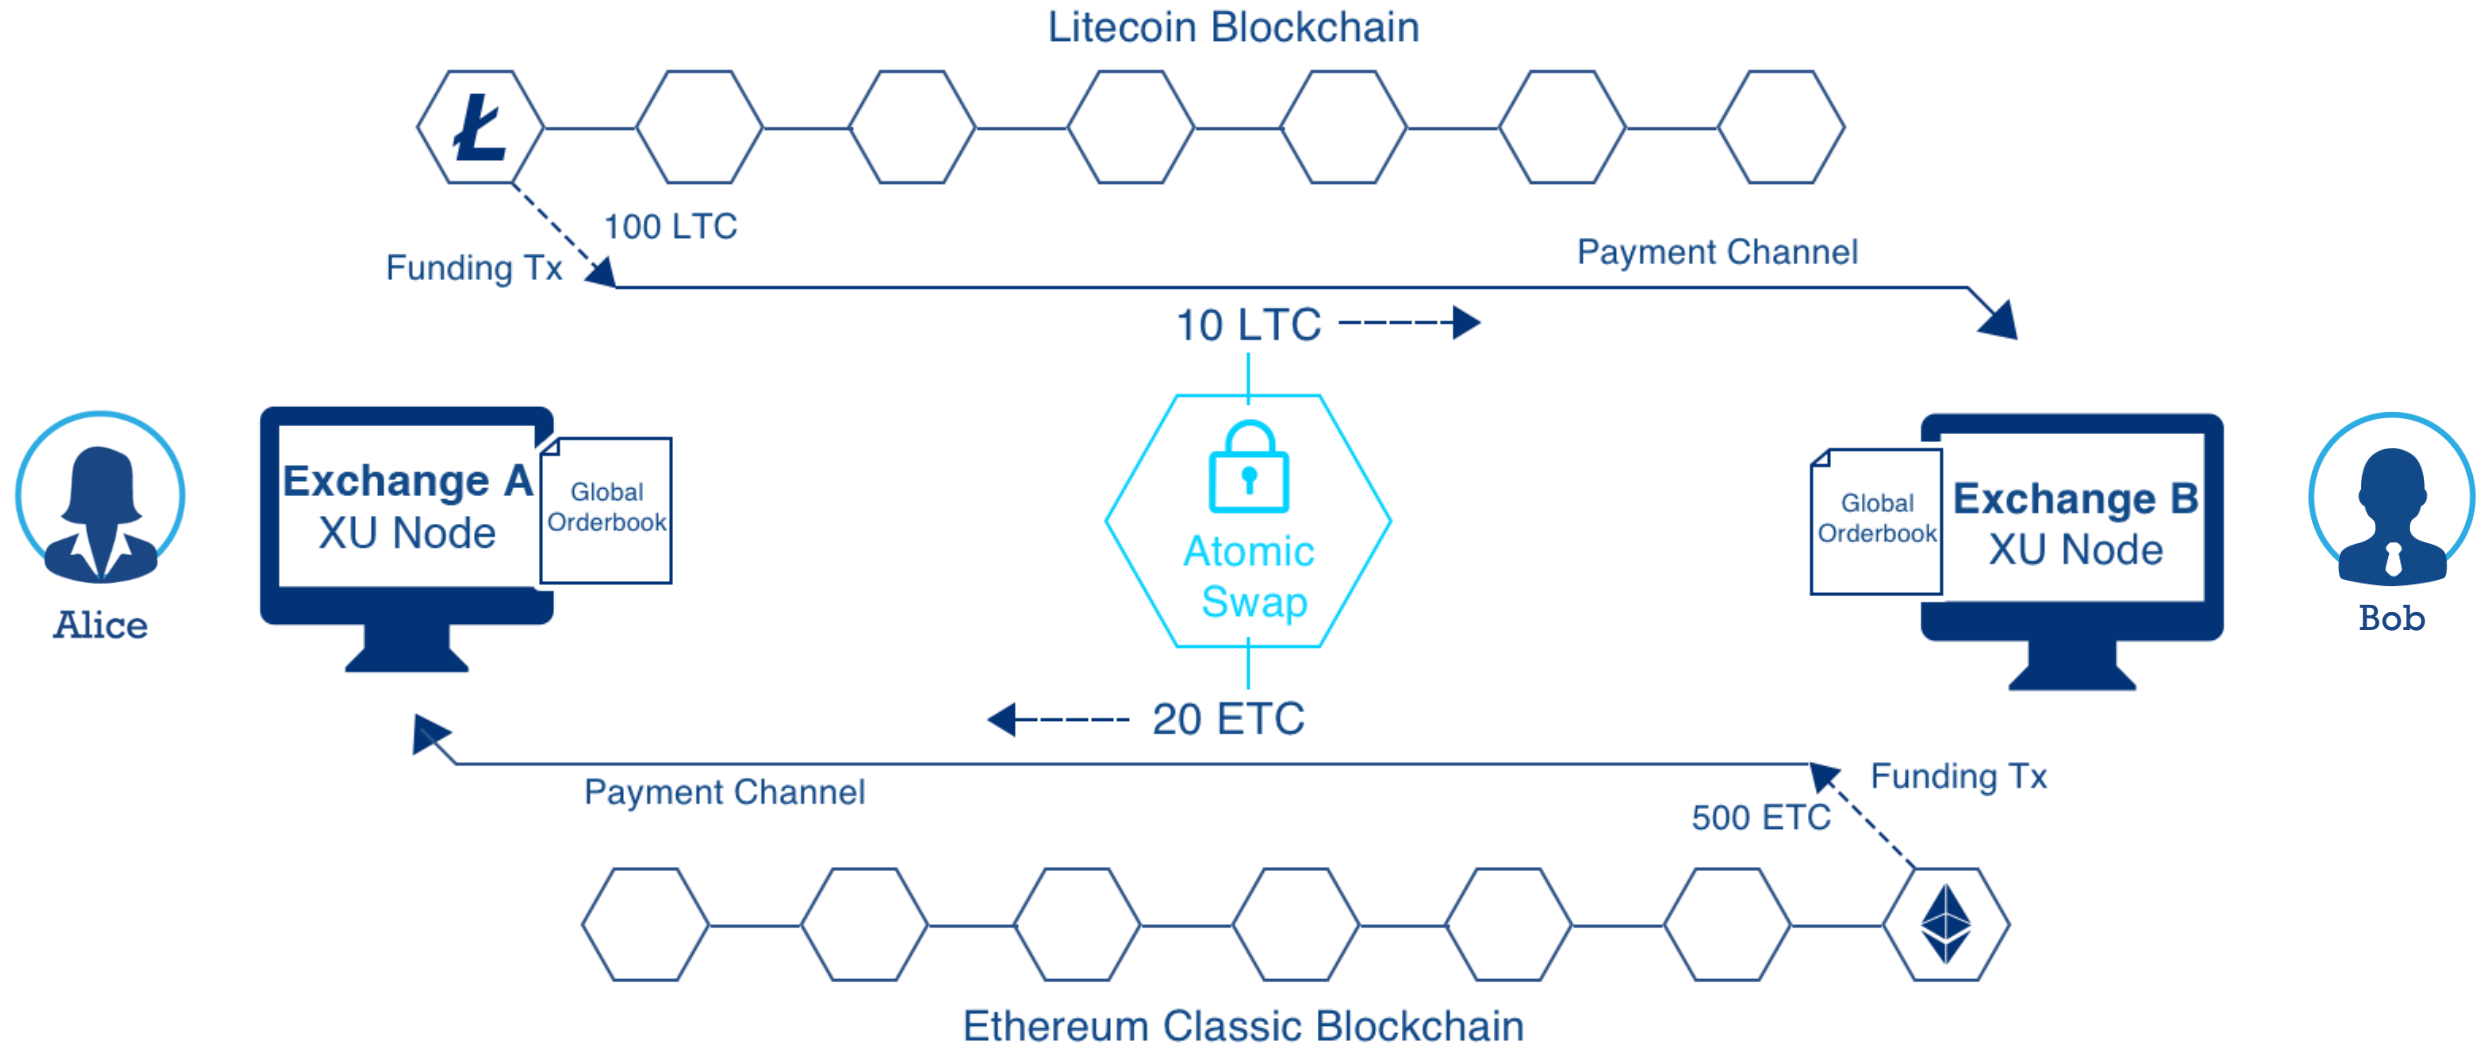 Litecoin Blockchain
100 LTC
Funding Tx
Payment Channel
10 LTC
Exchange A
XU Node
Global
Orderbook
Alice
Atomic
Swap
Global
Orderbook
Exchange B
XU Node
Bob
20 ETC
Payment Channel
Funding Tx
500 ETC
Ethereum Classic Blockchain